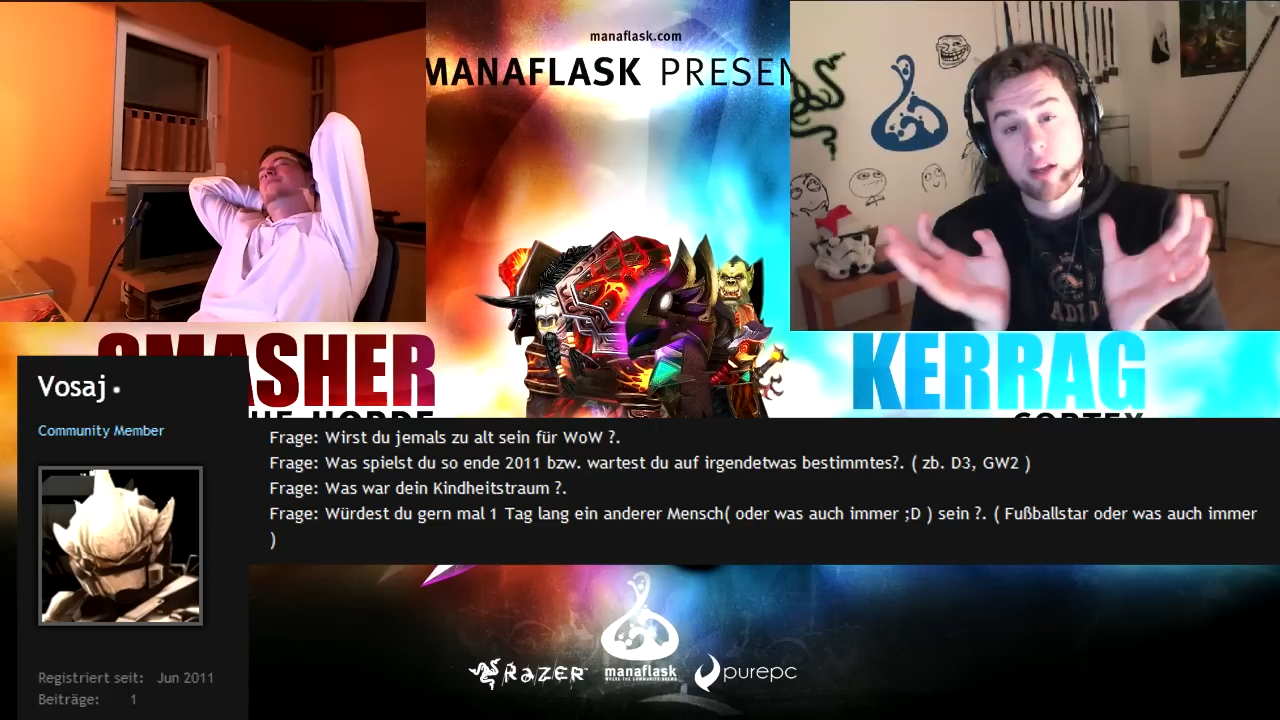 manaflask.com
MANAFLASK PRESEN
SMASHER
KERRAG
CORTEX
Vosaj
Community Member
Frage: Wirst du jemals zu alt sein für WoW ?.
Frage: Was spielst du so ende 2011 bzw. wartest du auf irgendetwas bestimmtes?. ( zb. D3, GW2 )
Frage: Was war dein Kindheitstraum ?.
Frage: Würdest du gern mal 1 Tag lang ein anderer Mensch( oder was auch immer ;D ) sein ?. ( Fußballstar oder was auch immer
)
Registriert seit: Jun 2011
Beiträge: 1
RAZER
manaflask
purepc